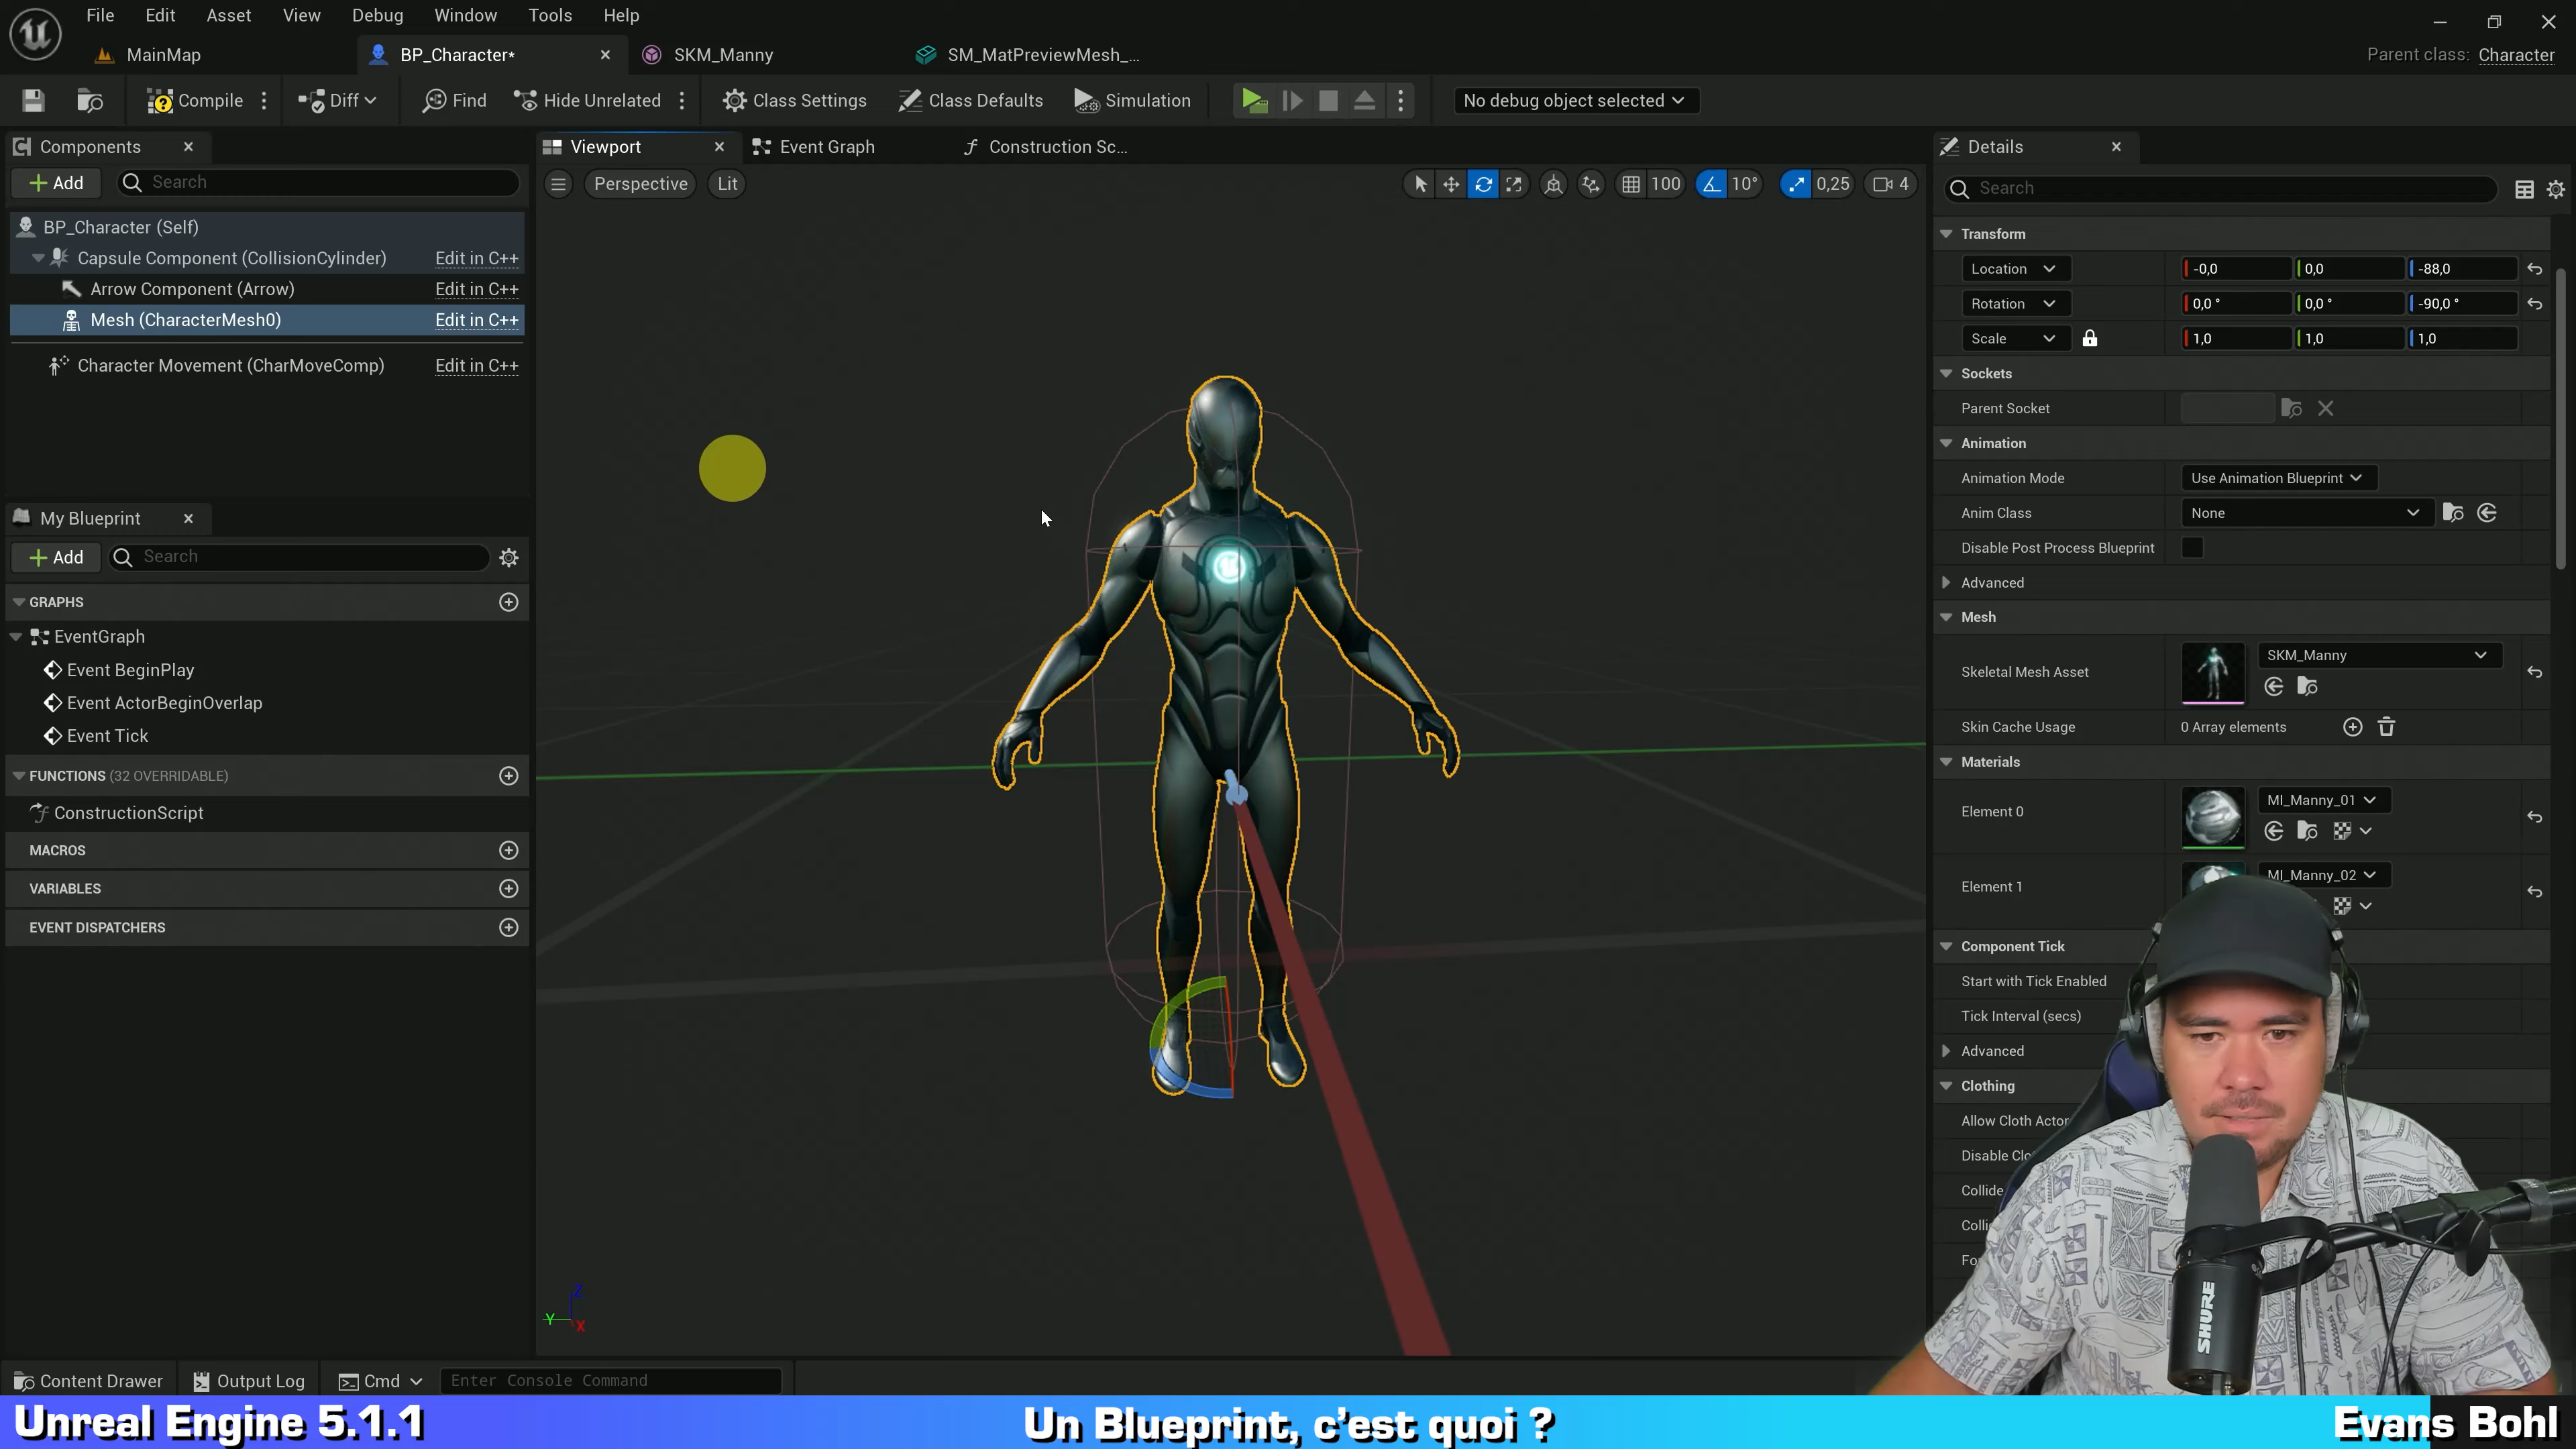 File Edit Asset View Debug Window Tools Help
MainMap BP_Character* SKM_Manny SM_MatPreviewMesh_... Parent class: Character
Compile Diff Find Hide Unrelated Class Settings Class Defaults Simulation No debug object selected
Components
Add Search
BP_Character (Self)
Capsule Component (CollisionCylinder) Edit in C++
Arrow Component (Arrow) Edit in C++
Mesh (CharacterMesh0) Edit in C++
Character Movement (CharMoveComp) Edit in C++
My Blueprint
Add Search
GRAPHS
EventGraph
Event BeginPlay
Event ActorBeginOverlap
Event Tick
FUNCTIONS (32 OVERRIDABLE)
ConstructionScript
MACROS
VARIABLES
EVENT DISPATCHERS
Viewport Event Graph Construction Sc...
Perspective Lit 100 10° 0,25 4
Z
Y
X
Details
Search
Transform
Location -0,0 0,0 -88,0
Rotation 0,0 ° 0,0 ° -90,0 °
Scale 1,0 1,0 1,0
Sockets
Parent Socket
Animation
Animation Mode Use Animation Blueprint
Anim Class None
Disable Post Process Blueprint
Advanced
Mesh
Skeletal Mesh Asset SKM_Manny
Skin Cache Usage 0 Array elements
Materials
Element 0 MI_Manny_01
Element 1 MI_Manny_02
Component Tick
Start with Tick Enabled
Tick Interval (secs)
Advanced
Clothing
Allow Cloth Actor
Disable
Collide
SHURE
Content Drawer Output Log Cmd Enter Console Command
Unreal Engine 5.1.1 Un Blueprint, c'est quoi ? Evans Bohl